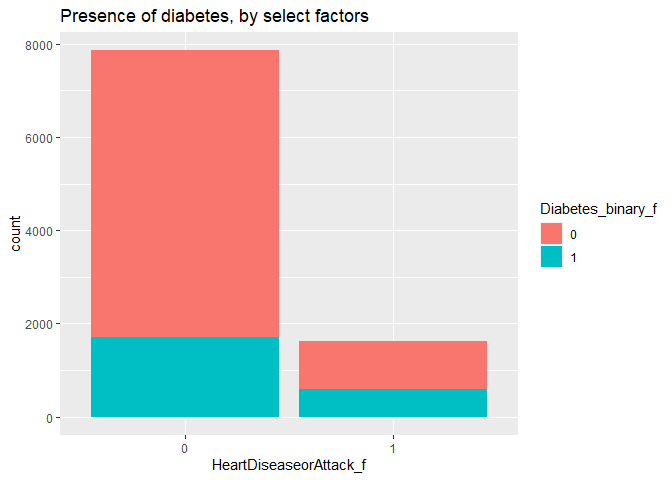 Presence of diabetes, by select factors
8000
6000
4000
2000
0
count
0 1
HeartDiseaseorAttack_f
Diabetes_binary_f
0
1